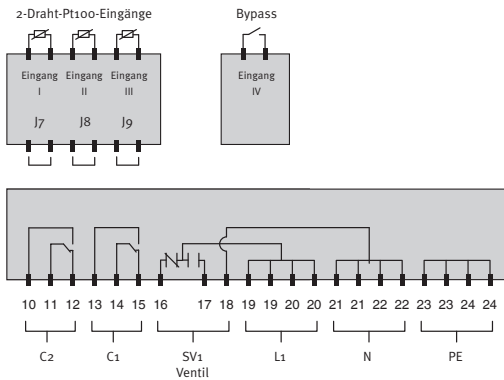 2-Draht-Pt100-Eingänge
Bypass
Eingang Eingang Eingang
I II III
J7 J8 J9
Eingang
IV
10 11 12 13 14 15 16 17 18 19 19 20 20 21 21 22 22 23 23 24 24
C2 C1 SV1 L1 N PE
Ventil